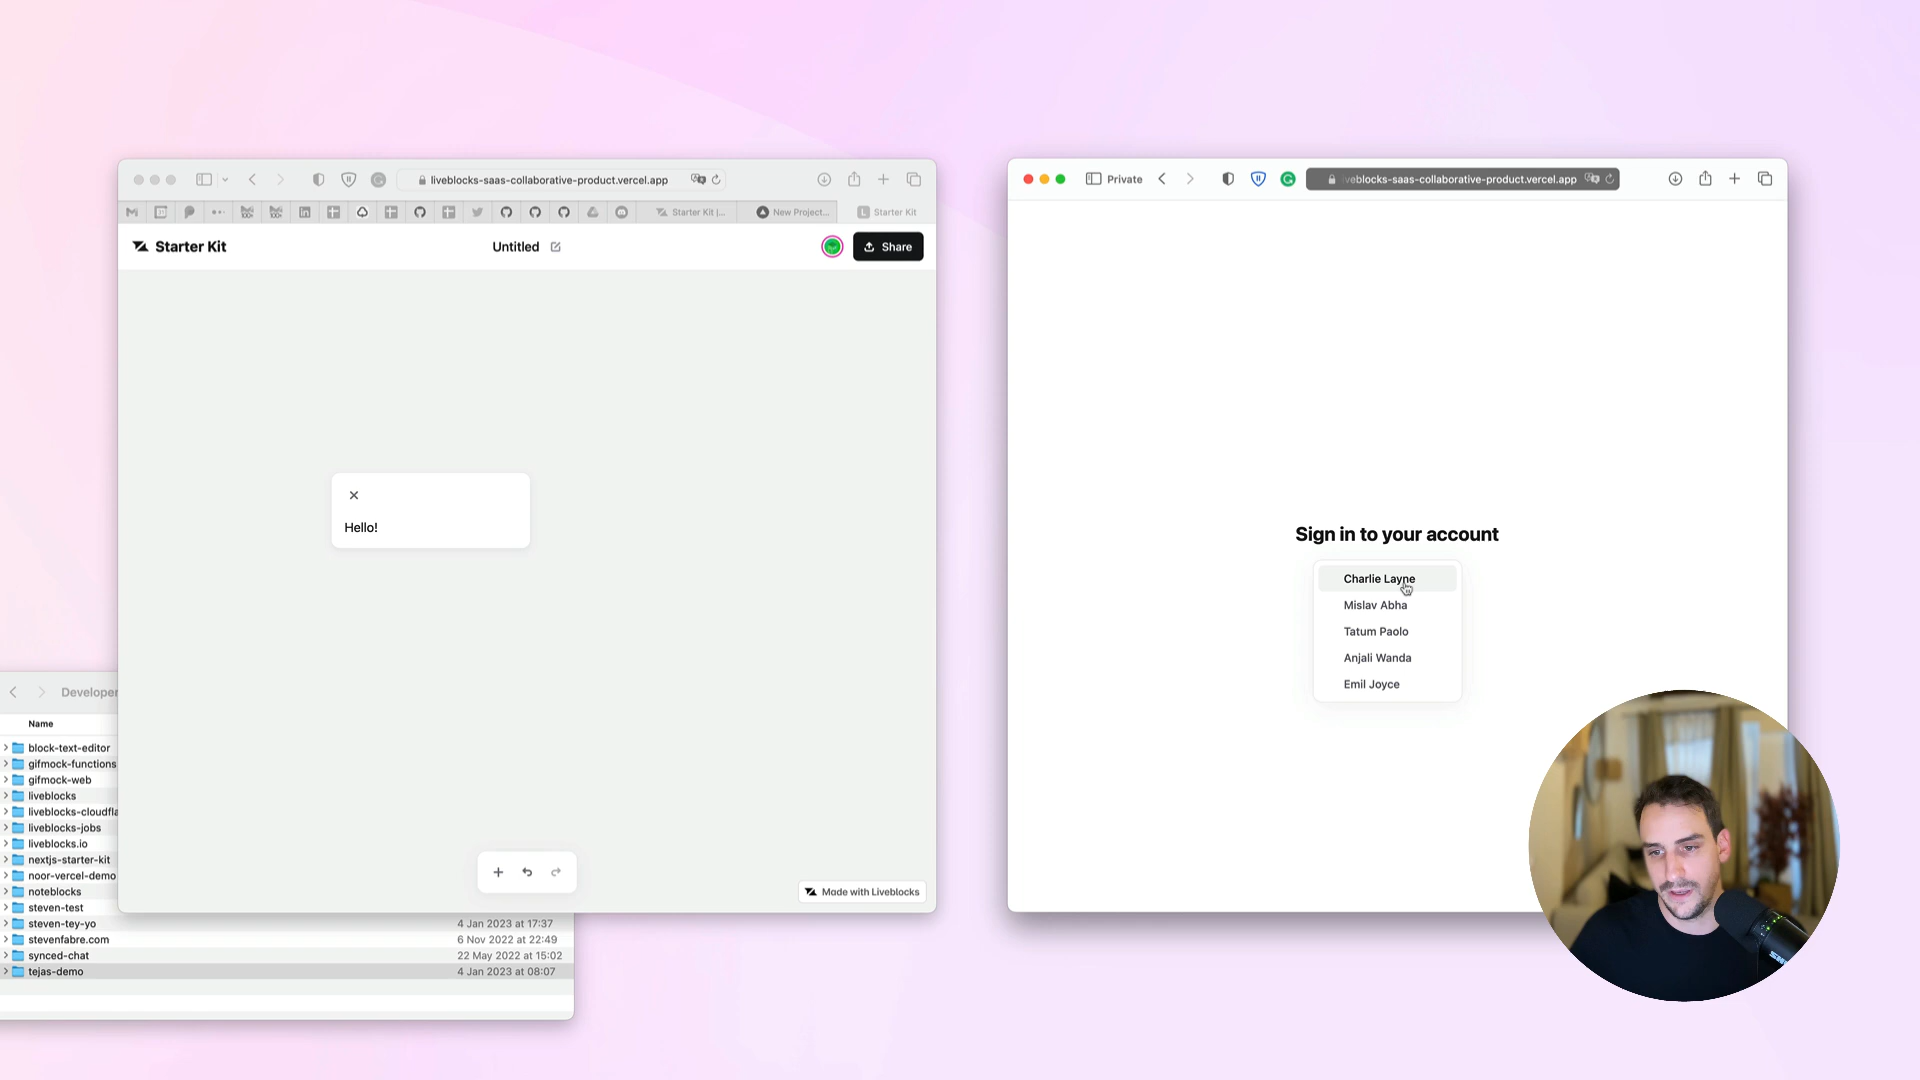 liveblocks-saas-collaborative-product.vercel.app
Starter Kit |...
New Project...
Starter Kit
Starter Kit
Untitled
Share
Hello!
Made with Liveblocks
Developer
Name
block-text-editor
gifmock-functions
gifmock-web
liveblocks
liveblocks-cloudfla
liveblocks-jobs
liveblocks.io
nextjs-starter-kit
noor-vercel-demo
noteblocks
steven-test
steven-tey-yo 4 Jan 2023 at 17:37
stevenfabre.com 6 Nov 2022 at 22:49
synced-chat 22 May 2022 at 15:02
tejas-demo 4 Jan 2023 at 08:07
Private
veblocks-saas-collaborative-product.vercel.app
Sign in to your account
Charlie Layne
Mislav Abha
Tatum Paolo
Anjali Wanda
Emil Joyce